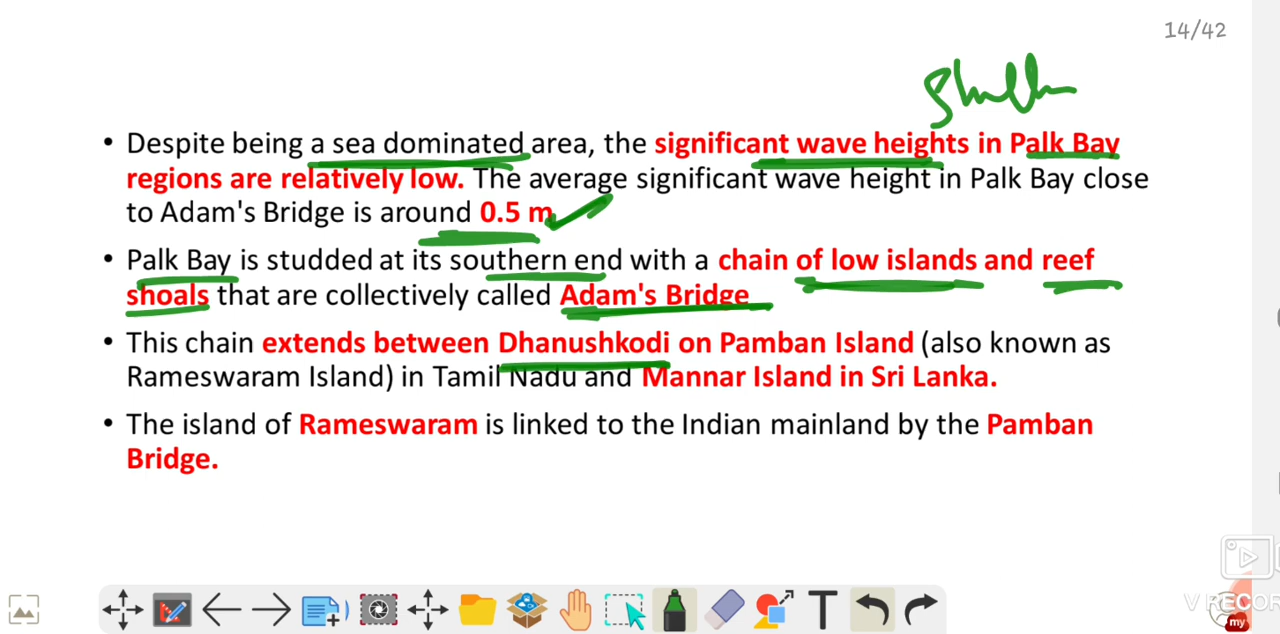 14/42
• Despite being a sea dominated area, the significant wave heights in Palk Bay
regions are relatively low. The average significant wave height in Palk Bay close
to Adam's Bridge is around 0.5 m
• Palk Bay is studded at its southern end with a chain of low islands and reef
shoals that are collectively called Adam's Bridge
• This chain extends between Dhanushkodi on Pamban Island (also known as
Rameswaram Island) in Tamil Nadu and Mannar Island in Sri Lanka.
• The island of Rameswaram is linked to the Indian mainland by the Pamban
Bridge.
T
V RECOR
my